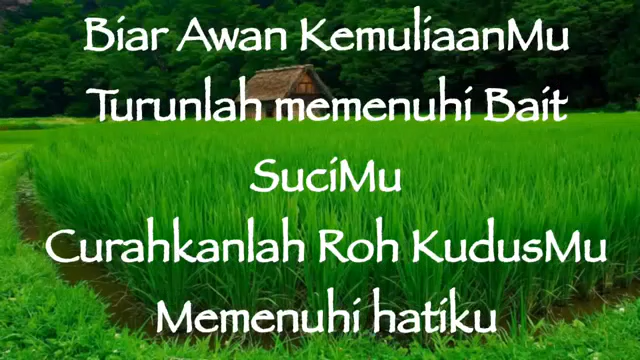 Biar Awan KemuliaanMu
Turunlah memenuhi Bait
SuciMu
Curahkanlah Roh KudusMu
Memenuhi hatiku